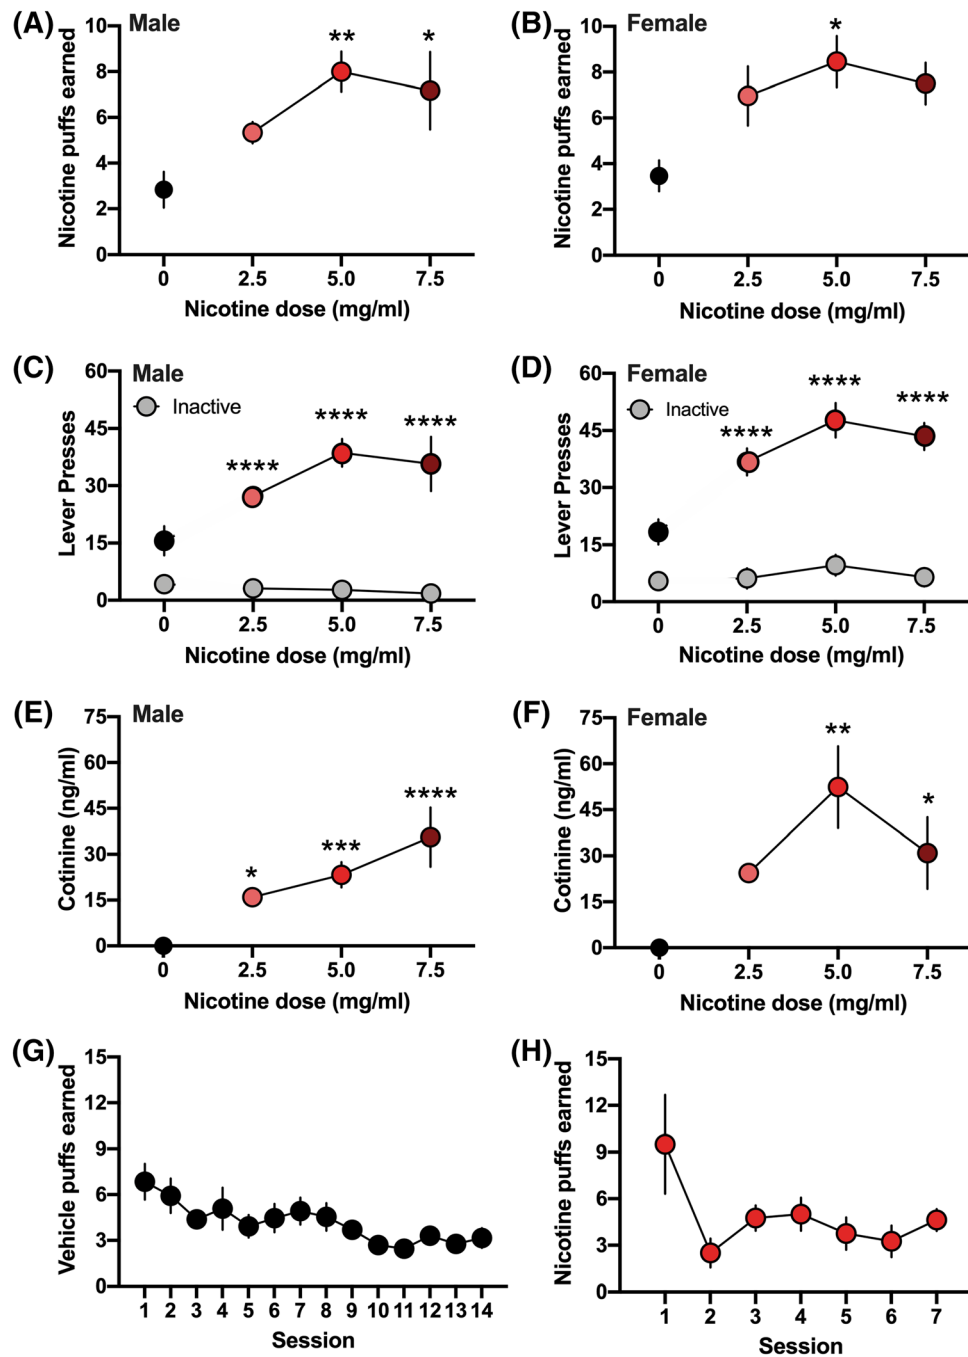 (A) Male
Nicotine puffs earned
10
8
6
4
2
0
** *
0 2.5 5.0 7.5
Nicotine dose (mg/ml)
(B) Female
Nicotine puffs earned
10
8
6
4
2
0
*
0 2.5 5.0 7.5
Nicotine dose (mg/ml)
(C) Male
Inactive
Lever Presses
60
45
30
15
0
**** **** ****
0 2.5 5.0 7.5
Nicotine dose (mg/ml)
(D) Female
Inactive
Lever Presses
60
45
30
15
0
**** **** ****
0 2.5 5.0 7.5
Nicotine dose (mg/ml)
(E) Male
Cotinine (ng/ml)
75
60
45
30
15
0
* *** ****
0 2.5 5.0 7.5
Nicotine dose (mg/ml)
(F) Female
Cotinine (ng/ml)
75
60
45
30
15
0
** *
0 2.5 5.0 7.5
Nicotine dose (mg/ml)
(G)
Vehicle puffs earned
15
12
9
6
3
0
1 2 3 4 5 6 7 8 9 10 11 12 13 14
Session
(H)
Nicotine puffs earned
15
12
9
6
3
0
1 2 3 4 5 6 7
Session